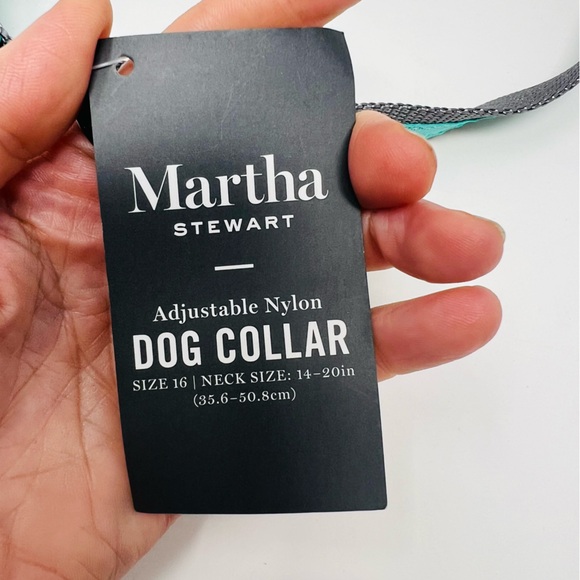 Martha
STEWART
Adjustable Nylon
DOG COLLAR
SIZE 16 | NECK SIZE: 14–20in
(35.6–50.8cm)